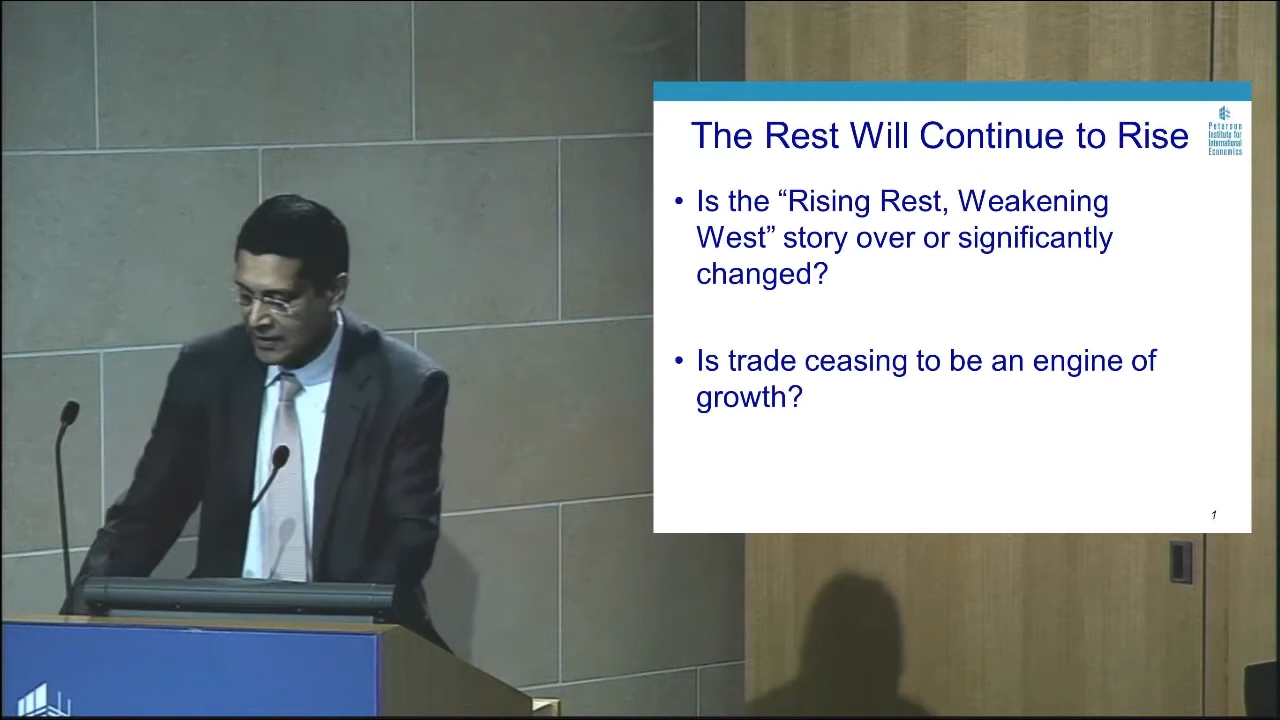 The Rest Will Continue to Rise
Peterson
Institute for
International
Economics
• Is the “Rising Rest, Weakening
West” story over or significantly
changed?
• Is trade ceasing to be an engine of
growth?
1